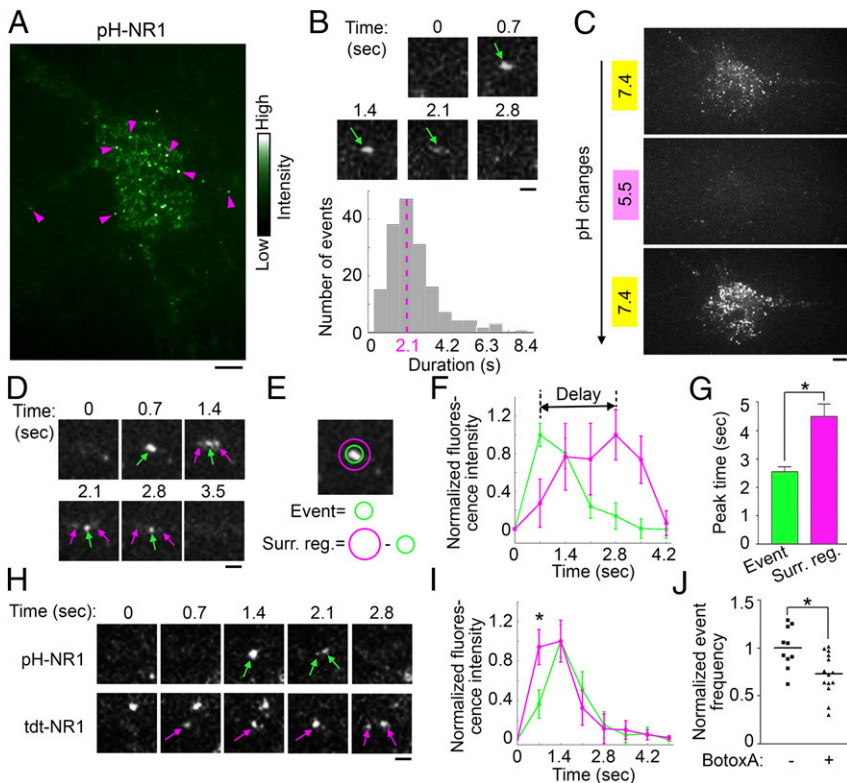 A
pH-NR1
High
Intensity
Low
B
Time:
(sec)
0
0.7
1.4
2.1
2.8
Number of events
40
20
0
0
2.1
4.2
6.3
8.4
Duration (s)
C
pH changes
7.4
5.5
7.4
D
Time:
(sec)
0
0.7
1.4
2.1
2.8
3.5
E
Event=
Surr. reg.=
-
F
Delay
Normalized fluores-
cence intensity
1.2
0.8
0.4
0
0
1.4
2.8
4.2
Time (sec)
G
*
Peak time (sec)
5
4
3
2
1
0
Event
Surr. reg.
H
Time (sec):
0
0.7
1.4
2.1
2.8
pH-NR1
tdt-NR1
I
*
Normalized fluores-
cence intensity
1.2
0.8
0.4
0
0
1.4
2.8
4.2
Time (sec)
J
*
Normalized event
frequency
1.5
1
0.5
0
BotoxA:
-
+